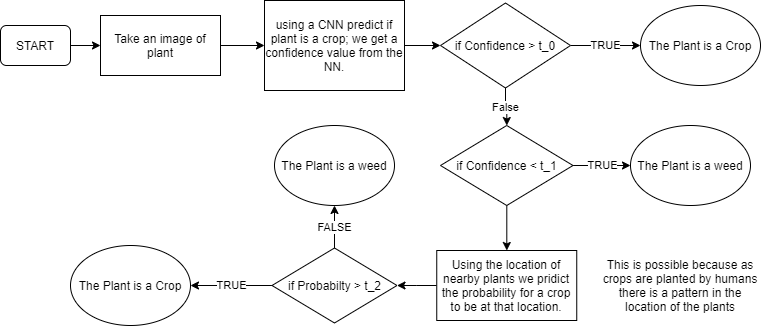 START
Take an image of
plant
using a CNN predict if
plant is a crop; we get a
confidence value from the
NN.
if Confidence > t_0
TRUE
The Plant is a Crop
False
The Plant is a weed
if Confidence < t_1
TRUE
The Plant is a weed
FALSE
Using the location of
nearby plants we pridict
the probability for a crop
to be at that location.
This is possible because as
crops are planted by humans
there is a pattern in the
location of the plants
The Plant is a Crop
TRUE
if Probabilty > t_2